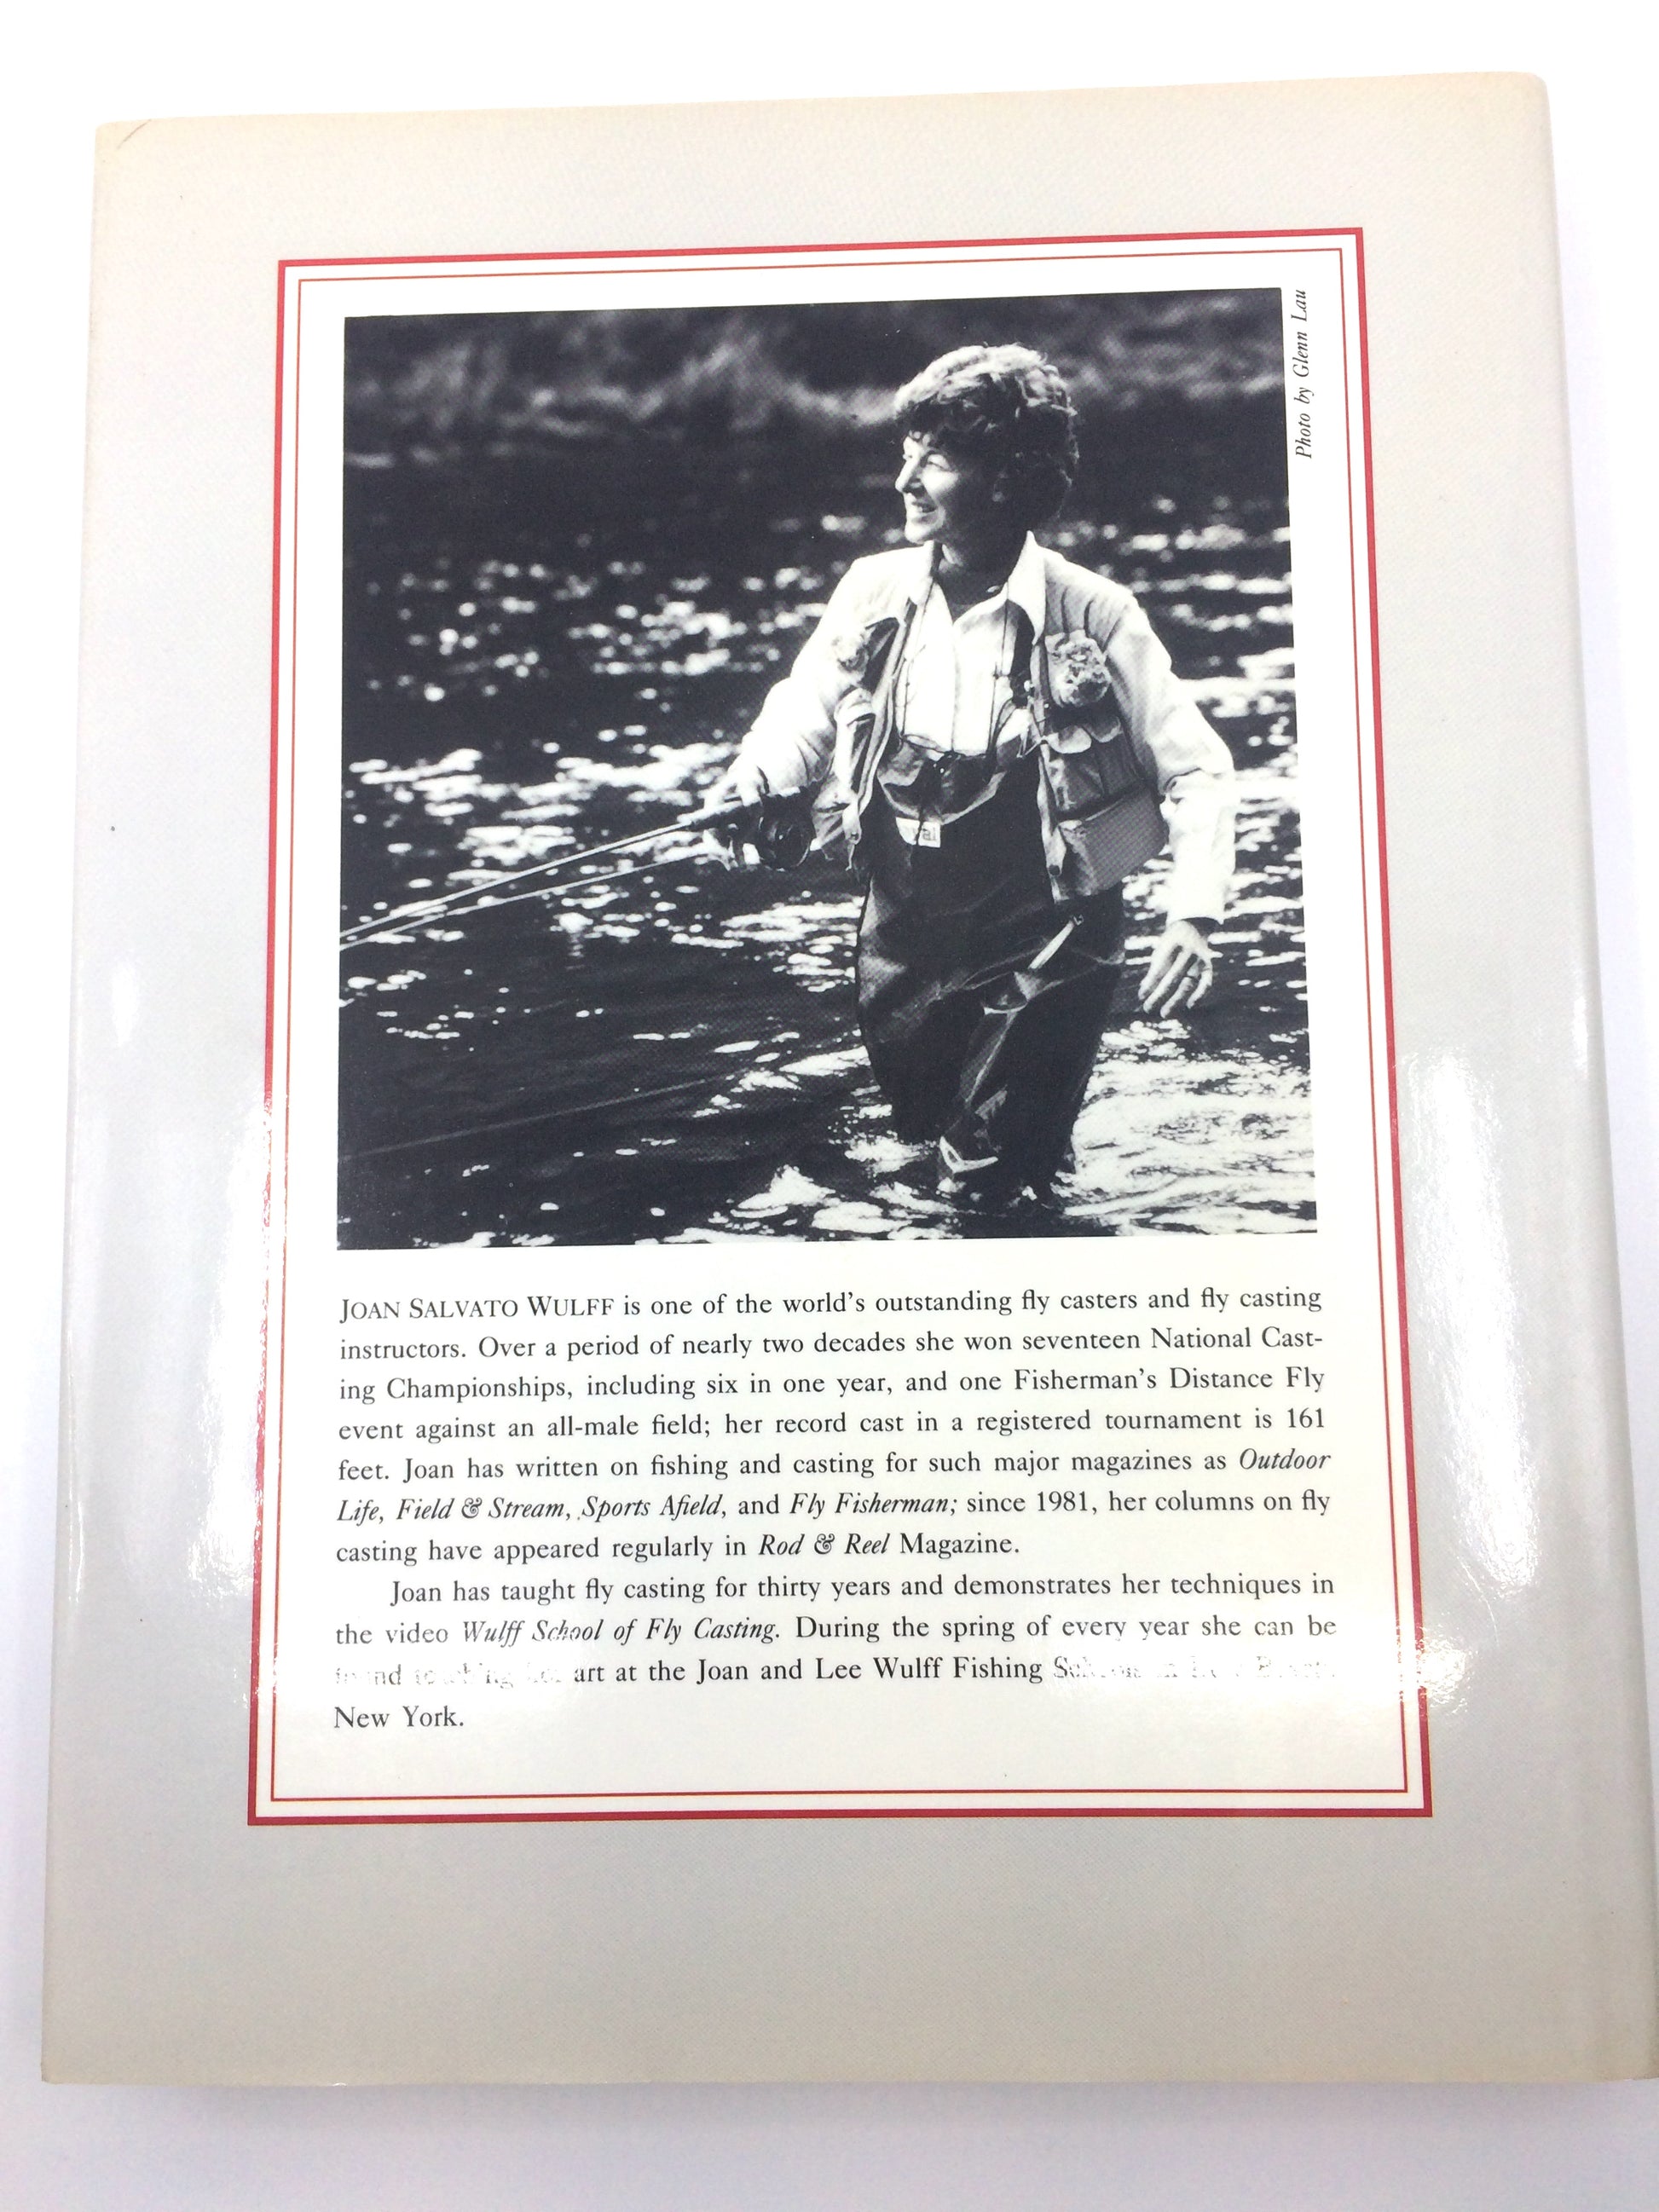 Photo by Glenn Lau
JOAN SALVATO WULFF is one of the world's outstanding fly casters and fly casting
instructors. Over a period of nearly two decades she won seventeen National Cast-
ing Championships, including six in one year, and one Fisherman's Distance Fly
event against an all-male field; her record cast in a registered tournament is 161
feet. Joan has written on fishing and casting for such major magazines as Outdoor
Life, Field & Stream, Sports Afield, and Fly Fisherman; since 1981, her columns on fly
casting have appeared regularly in Rod & Reel Magazine.
Joan has taught fly casting for thirty years and demonstrates her techniques in
the video Wulff School of Fly Casting. During the spring of every year she can be
art at the Joan and Lee Wulff Fishing
New York.